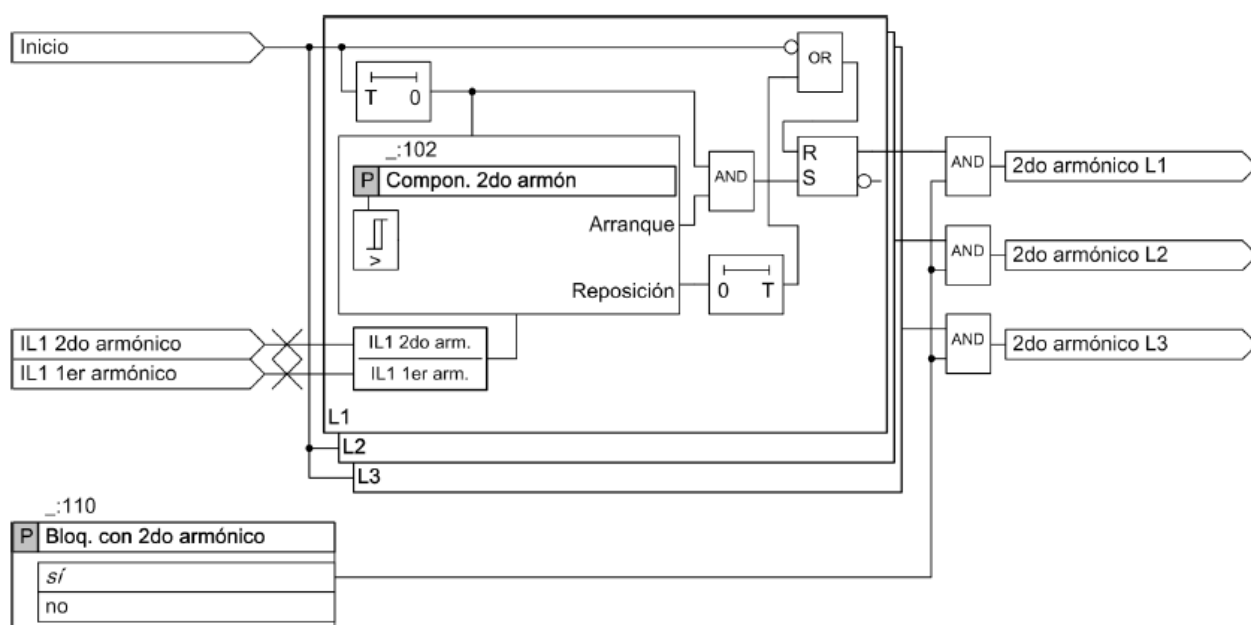 Inicio
OR
T 0
_:102
P Compon. 2do armón
>
AND
R
S
AND
2do armónico L1
Arranque
AND
2do armónico L2
Reposición
0 T
IL1 2do armónico
IL1 2do arm.
AND
2do armónico L3
IL1 1er armónico
IL1 1er arm.
L1
L2
L3
_:110
P Bloq. con 2do armónico
sí
no